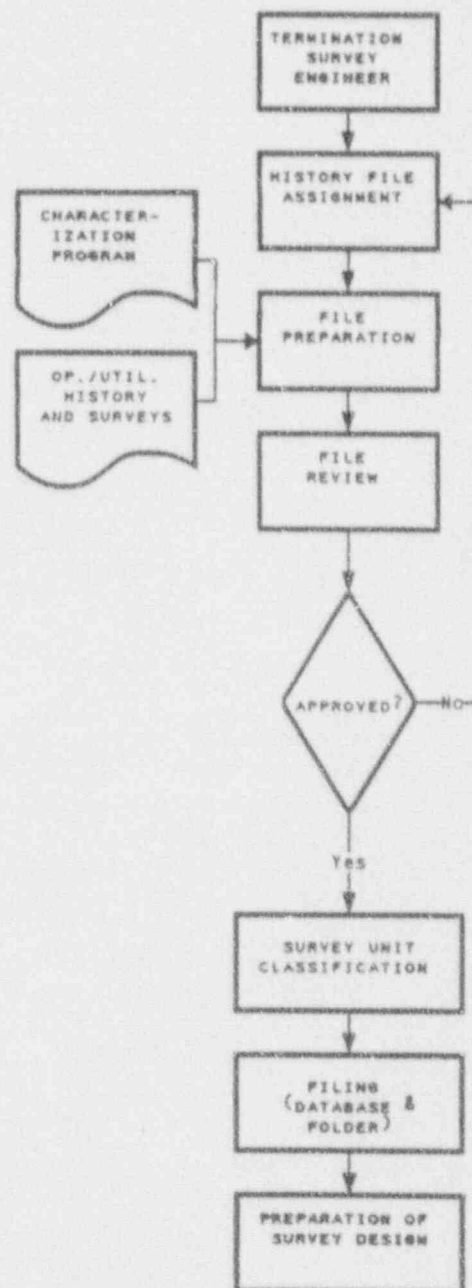 TERMINATION
SURVEY
ENGINEER
HISTORY FILE
ASSIGNMENT
CHARACTER-
IZATION
PROGRAM
FILE
PREPARATION
OP./UTIL.
HISTORY
AND SURVEYS
FILE
REVIEW
APPROVED?
No
Yes
SURVEY UNIT
CLASSIFICATION
FILING
(DATABASE &
FOLDER)
PREPARATION OF
SURVEY DESIGN